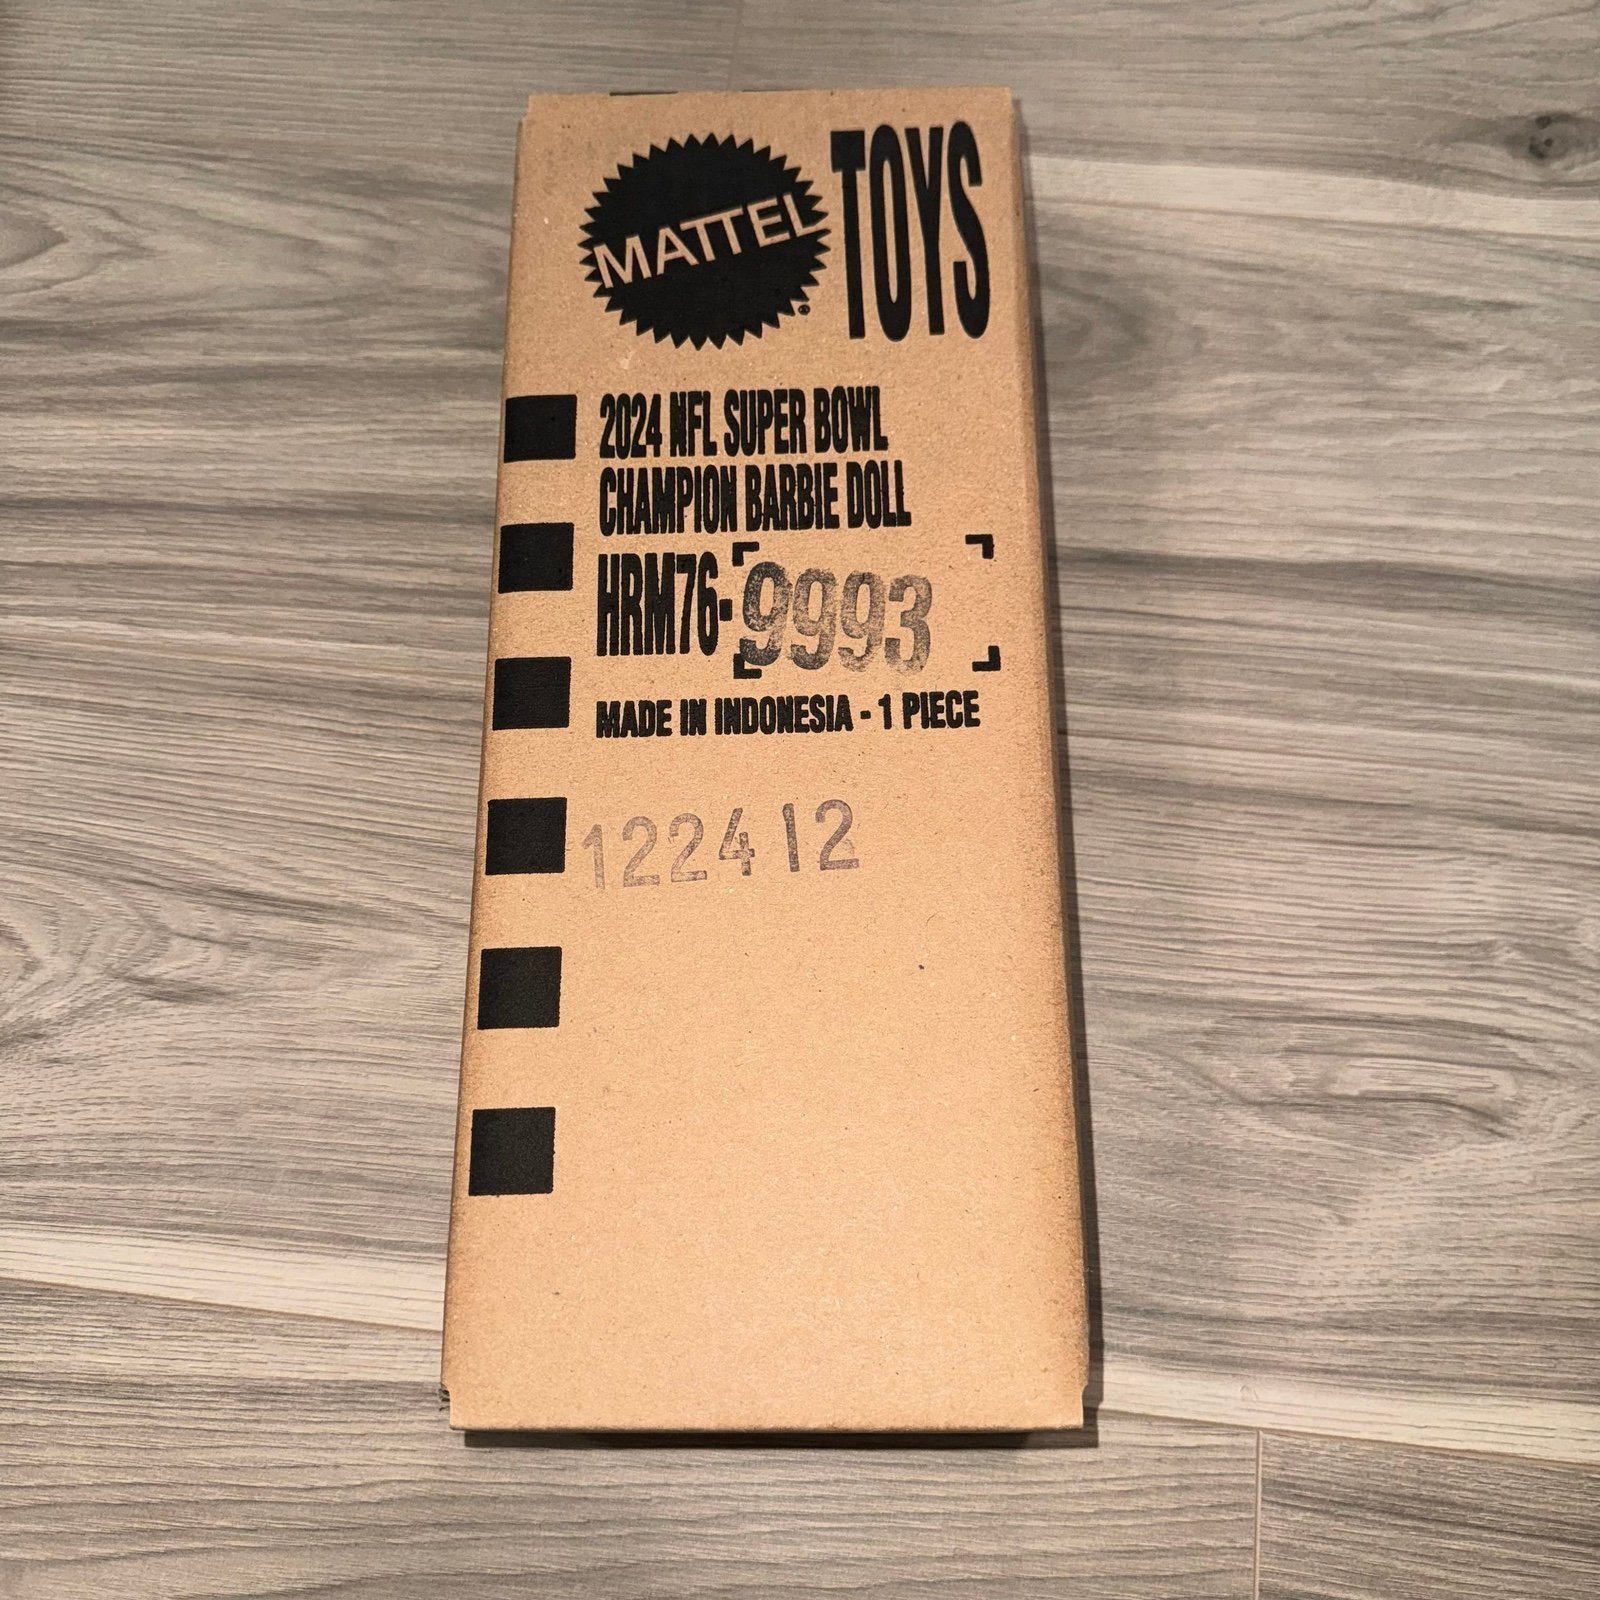 MATTEL® TOYS
2024 NFL SUPER BOWL
CHAMPION BARBIE DOLL
HRM76-9993
MADE IN INDONESIA - 1 PIECE
122412